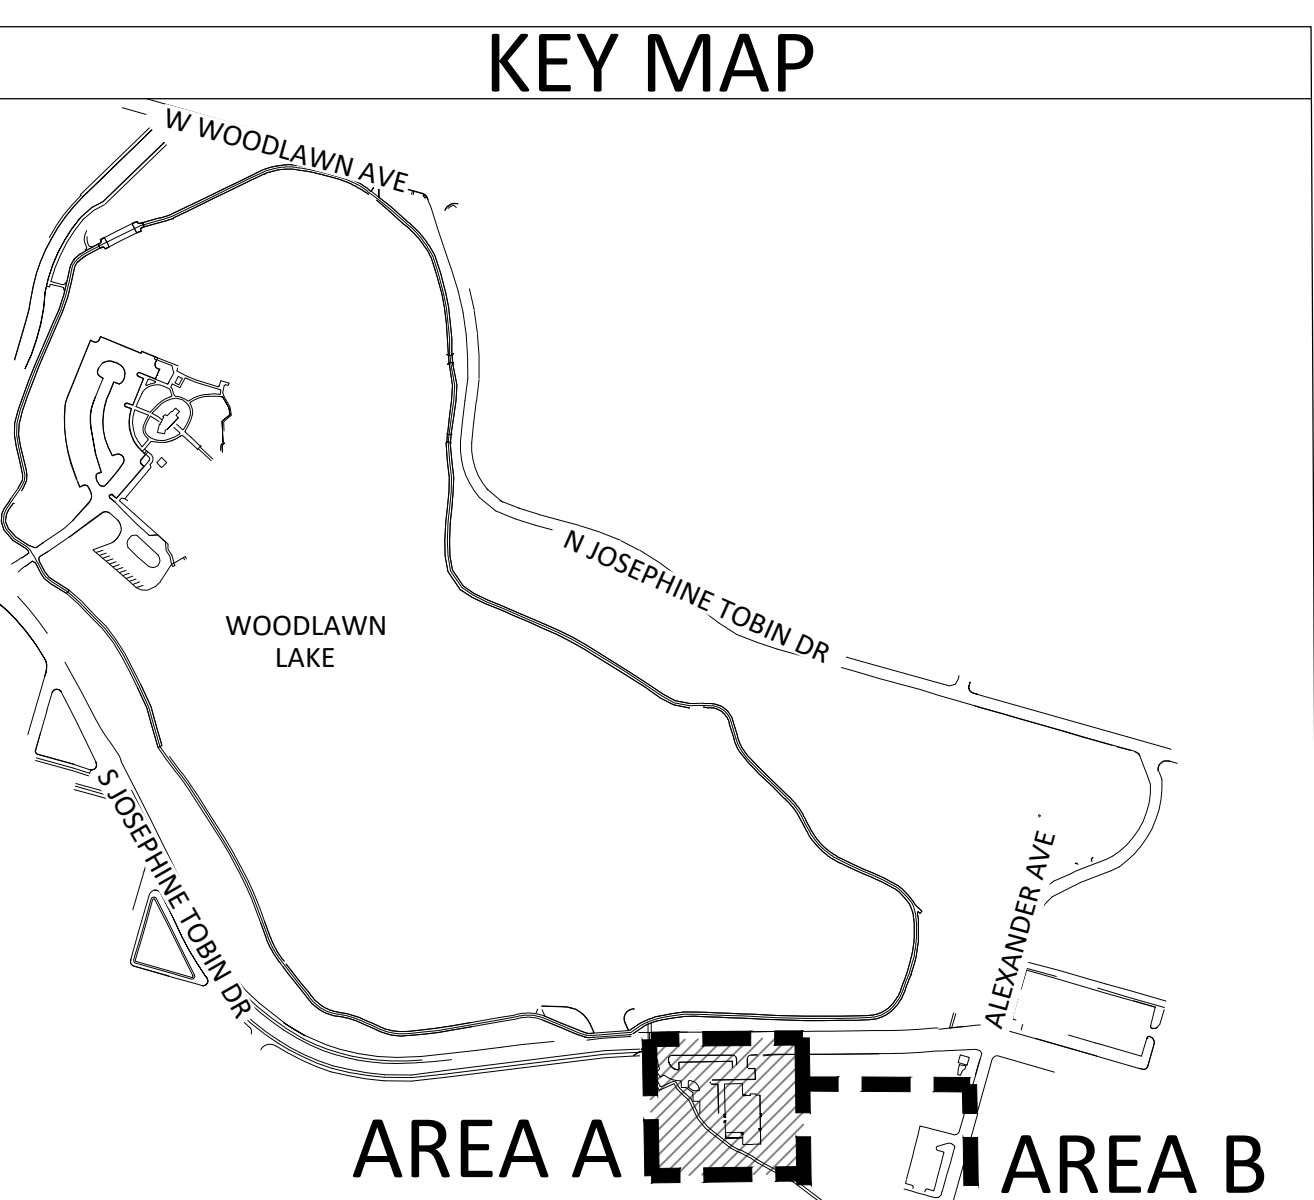 KEY MAP
W WOODLAWN AVE
N JOSEPHINE TOBIN DR
WOODLAWN
LAKE
S JOSEPHINE TOBIN DR
ALEXANDER AVE
AREA A
AREA B